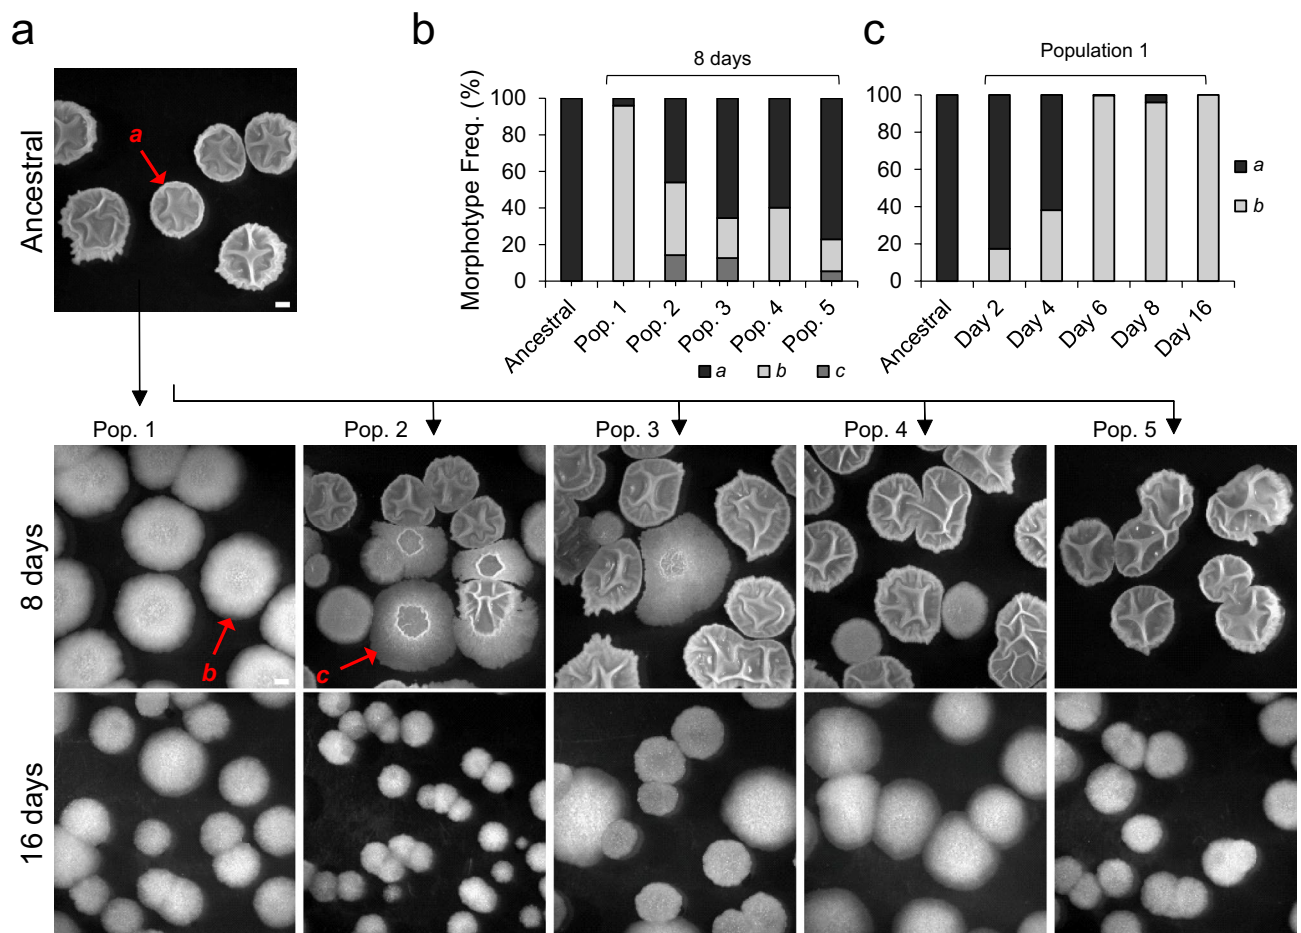 a
b
c
Ancestral
a
Morphotype Freq. (%)
8 days
100
80
60
40
20
0
Ancestral
Pop. 1
Pop. 2
Pop. 3
Pop. 4
Pop. 5
a
b
c
Population 1
100
80
60
40
20
0
Ancestral
Day 2
Day 4
Day 6
Day 8
Day 16
a
b
Pop. 1
Pop. 2
Pop. 3
Pop. 4
Pop. 5
8 days
b
c
16 days